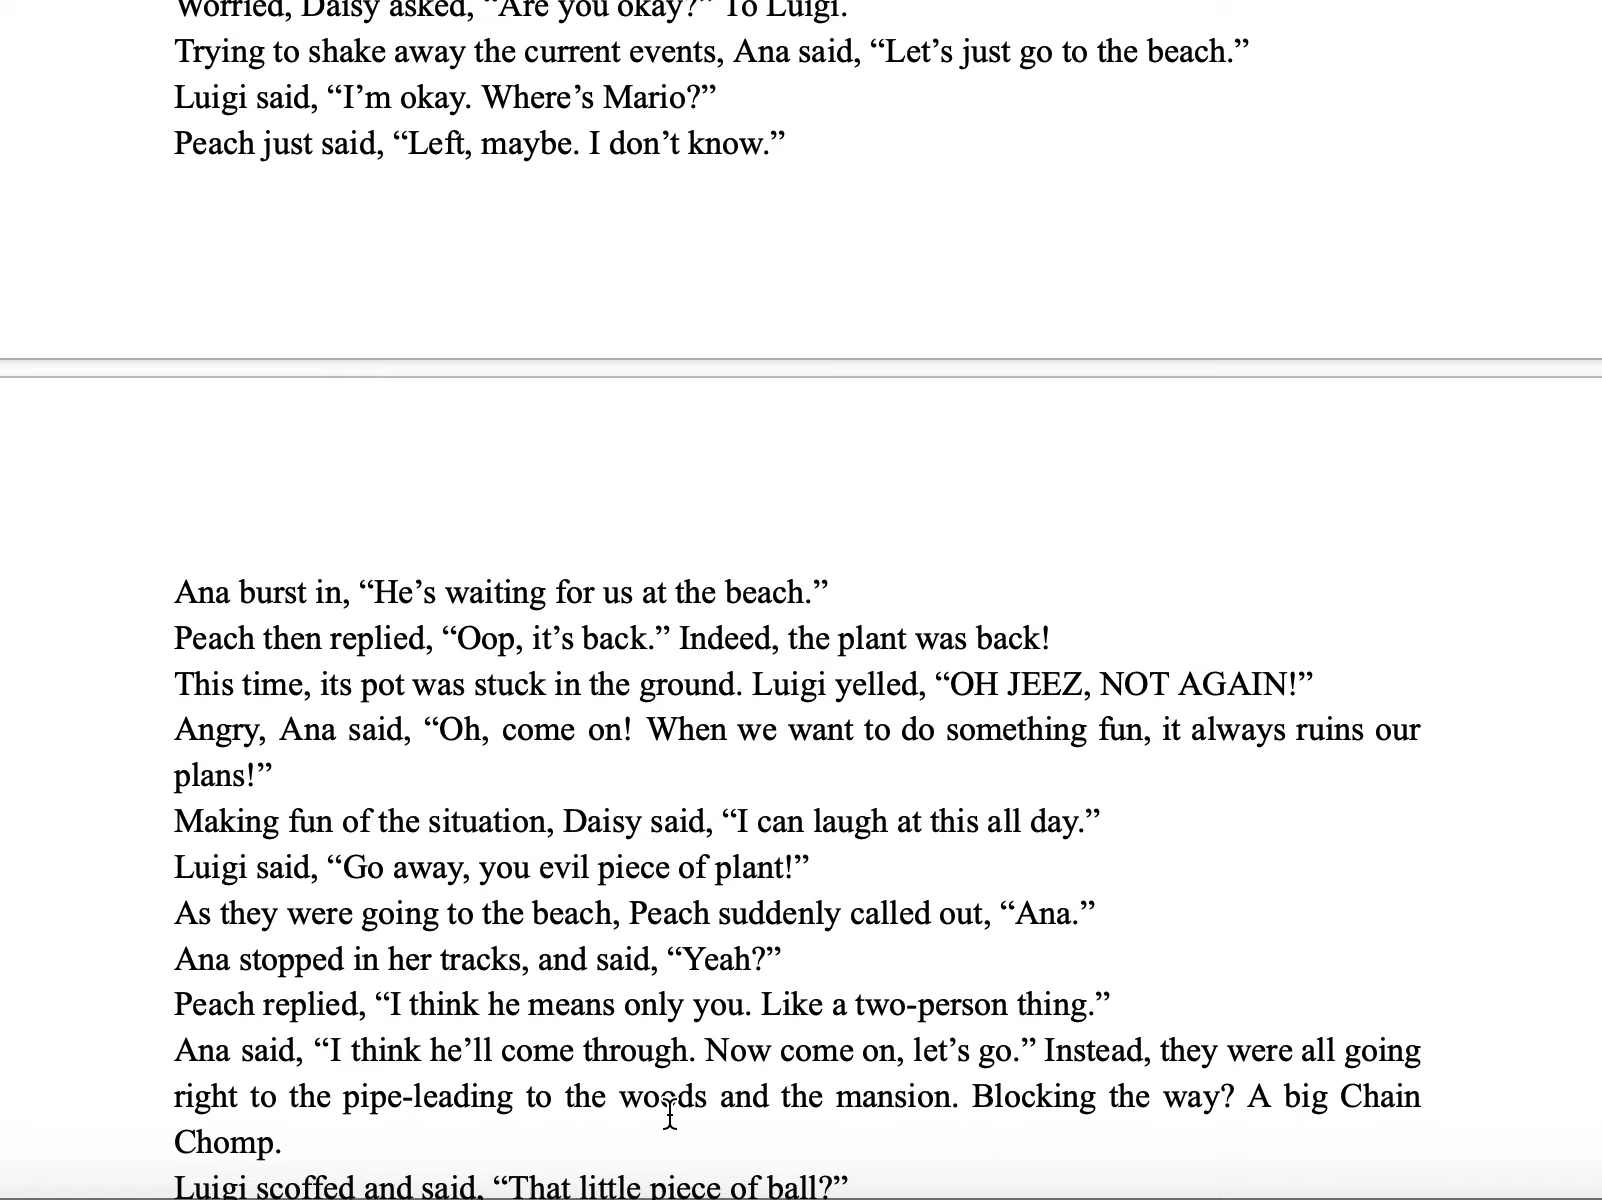 Worried, Daisy asked, “Are you okay?” To Luigi.
Trying to shake away the current events, Ana said, “Let’s just go to the beach.”
Luigi said, “I’m okay. Where’s Mario?”
Peach just said, “Left, maybe. I don’t know.”
Ana burst in, “He’s waiting for us at the beach.”
Peach then replied, “Oop, it’s back.” Indeed, the plant was back!
This time, its pot was stuck in the ground. Luigi yelled, “OH JEEZ, NOT AGAIN!”
Angry, Ana said, “Oh, come on! When we want to do something fun, it always ruins our
plans!”
Making fun of the situation, Daisy said, “I can laugh at this all day.”
Luigi said, “Go away, you evil piece of plant!”
As they were going to the beach, Peach suddenly called out, “Ana.”
Ana stopped in her tracks, and said, “Yeah?”
Peach replied, “I think he means only you. Like a two-person thing.”
Ana said, “I think he’ll come through. Now come on, let’s go.” Instead, they were all going
right to the pipe-leading to the woods and the mansion. Blocking the way? A big Chain
Chomp.
Luigi scoffed and said, “That little piece of ball?”